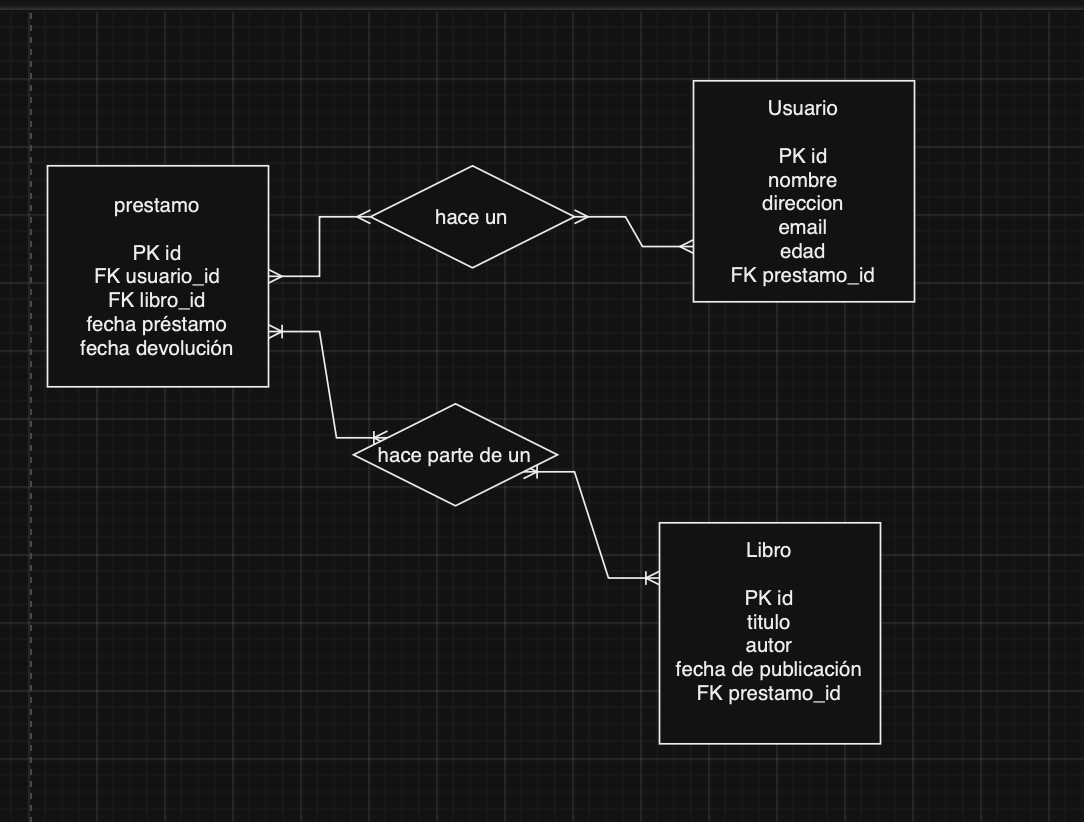 prestamo
PK id
FK usuario_id
FK libro_id
fecha préstamo
fecha devolución
hace un
Usuario
PK id
nombre
direccion
email
edad
FK prestamo_id
hace parte de un
Libro
PK id
titulo
autor
fecha de publicación
FK prestamo_id